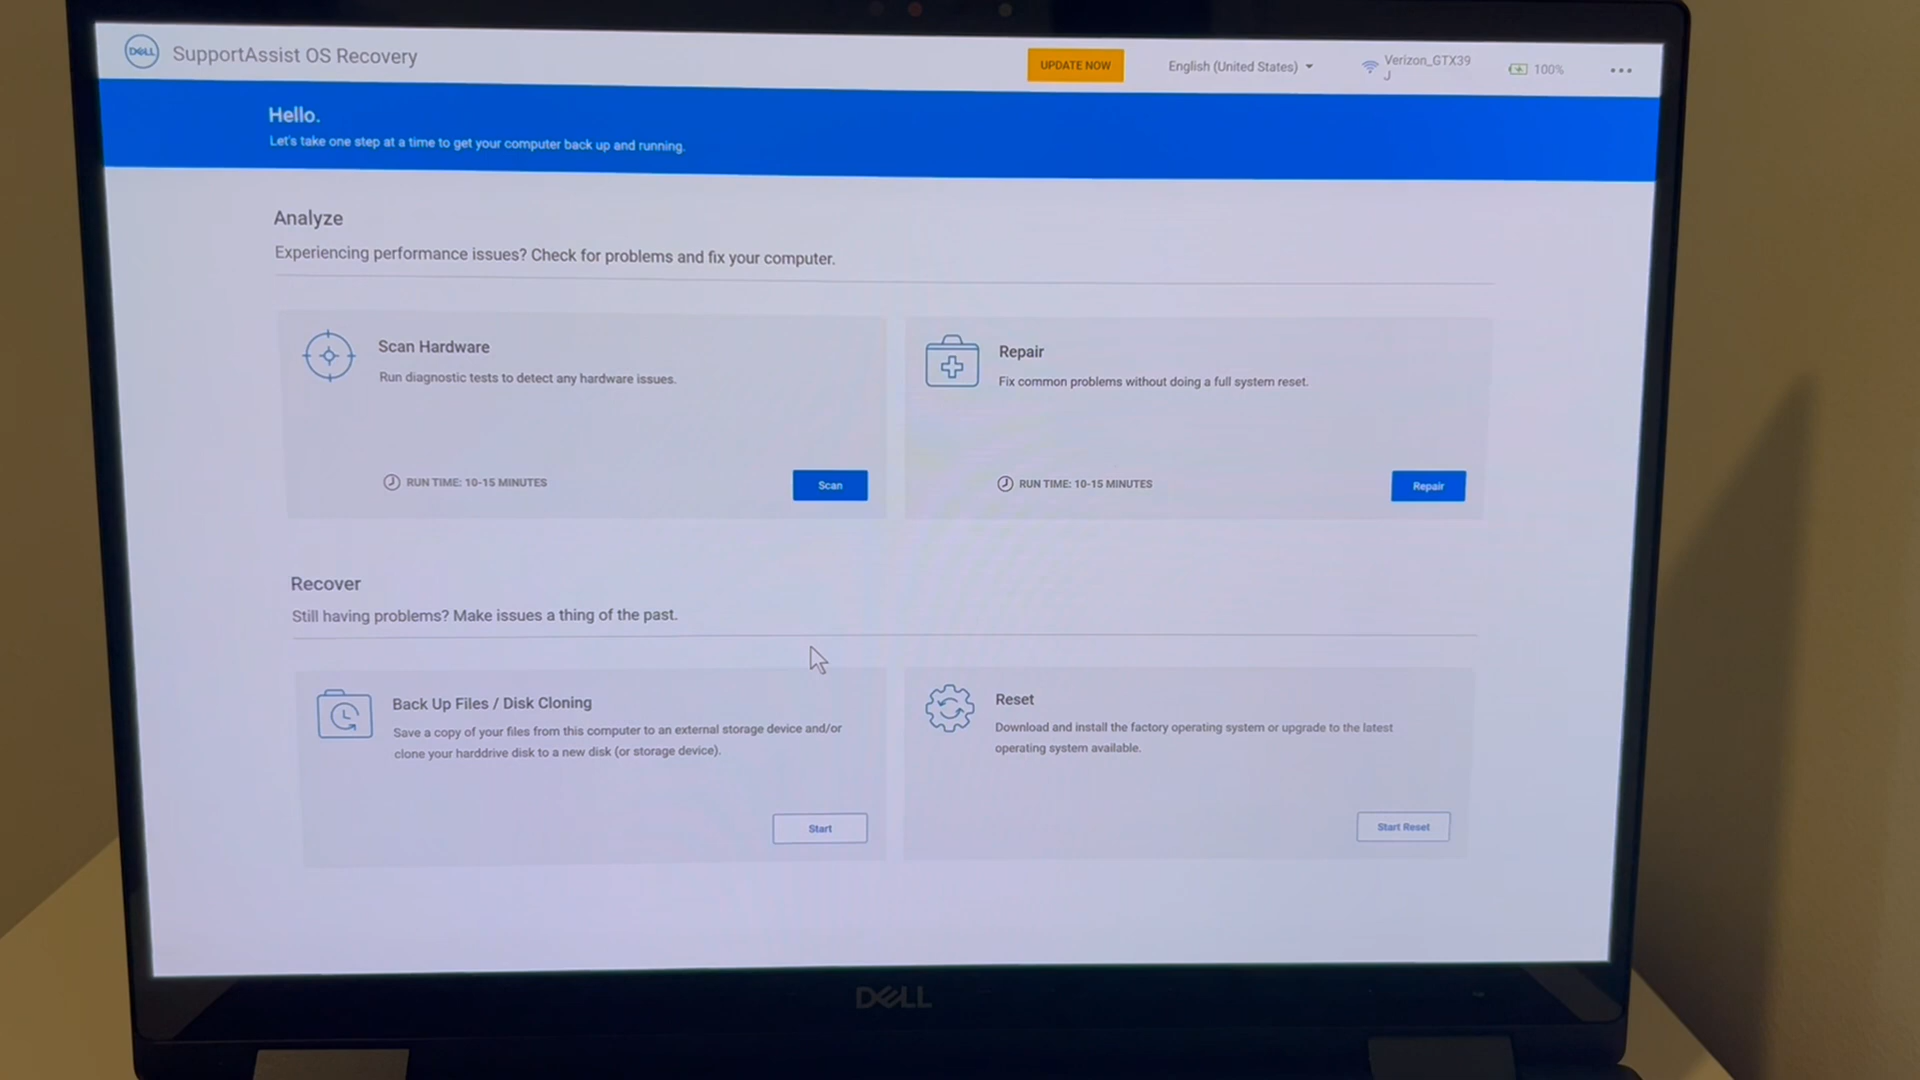 DELL SupportAssist OS Recovery
UPDATE NOW
English (United States)
Verizon_GTX39
J
100%
Hello.
Let's take one step at a time to get your computer back up and running.
Analyze
Experiencing performance issues? Check for problems and fix your computer.
Scan Hardware
Run diagnostic tests to detect any hardware issues.
RUN TIME: 10-15 MINUTES
Scan
Repair
Fix common problems without doing a full system reset.
RUN TIME: 10-15 MINUTES
Repair
Recover
Still having problems? Make issues a thing of the past.
Back Up Files / Disk Cloning
Save a copy of your files from this computer to an external storage device and/or
clone your harddrive disk to a new disk (or storage device).
Start
Reset
Download and install the factory operating system or upgrade to the latest
operating system available.
Start Reset
DELL